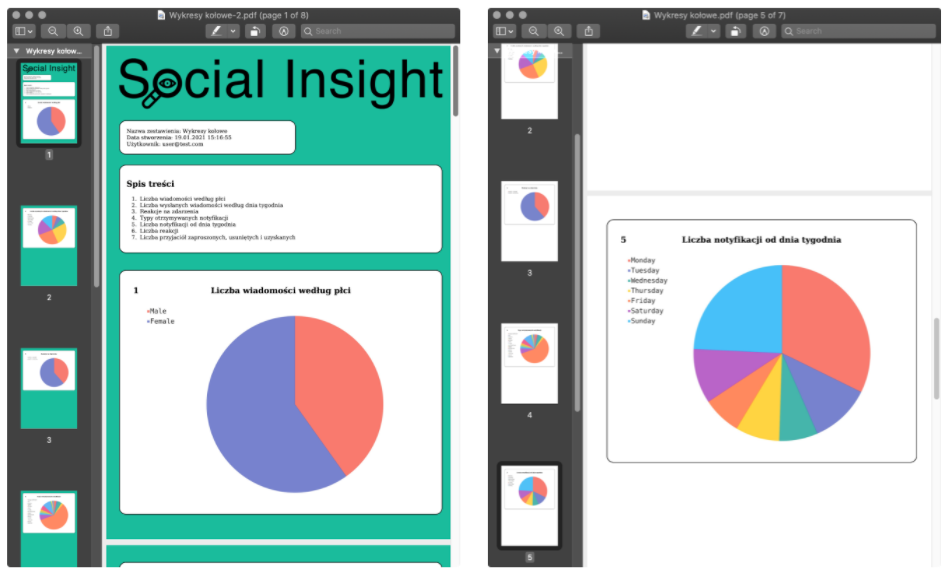 Wykresy kołowe-2.pdf (page 1 of 8)
Search
Wykresy kołow...
1
2
3
Social Insight
Nazwa zestawienia: Wykresy kołowe
Data stworzenia: 19.01.2021 15:16:55
Użytkownik: user@test.com
Spis treści
1. Liczba wiadomości według płci
2. Liczba wysłanych wiadomości według dnia tygodnia
3. Reakcje na zdarzenia
4. Typy otrzymywanych notyfikacji
5. Liczba notyfikacji od dnia tygodnia
6. Liczba reakcji
7. Liczba przyjaciół zaproszonych, usuniętych i uzyskanych
1 Liczba wiadomości według płci
Male
Female
Wykresy kołowe.pdf (page 5 of 7)
Search
2
3
4
5
5 Liczba notyfikacji od dnia tygodnia
Monday
Tuesday
Wednesday
Thursday
Friday
Saturday
Sunday